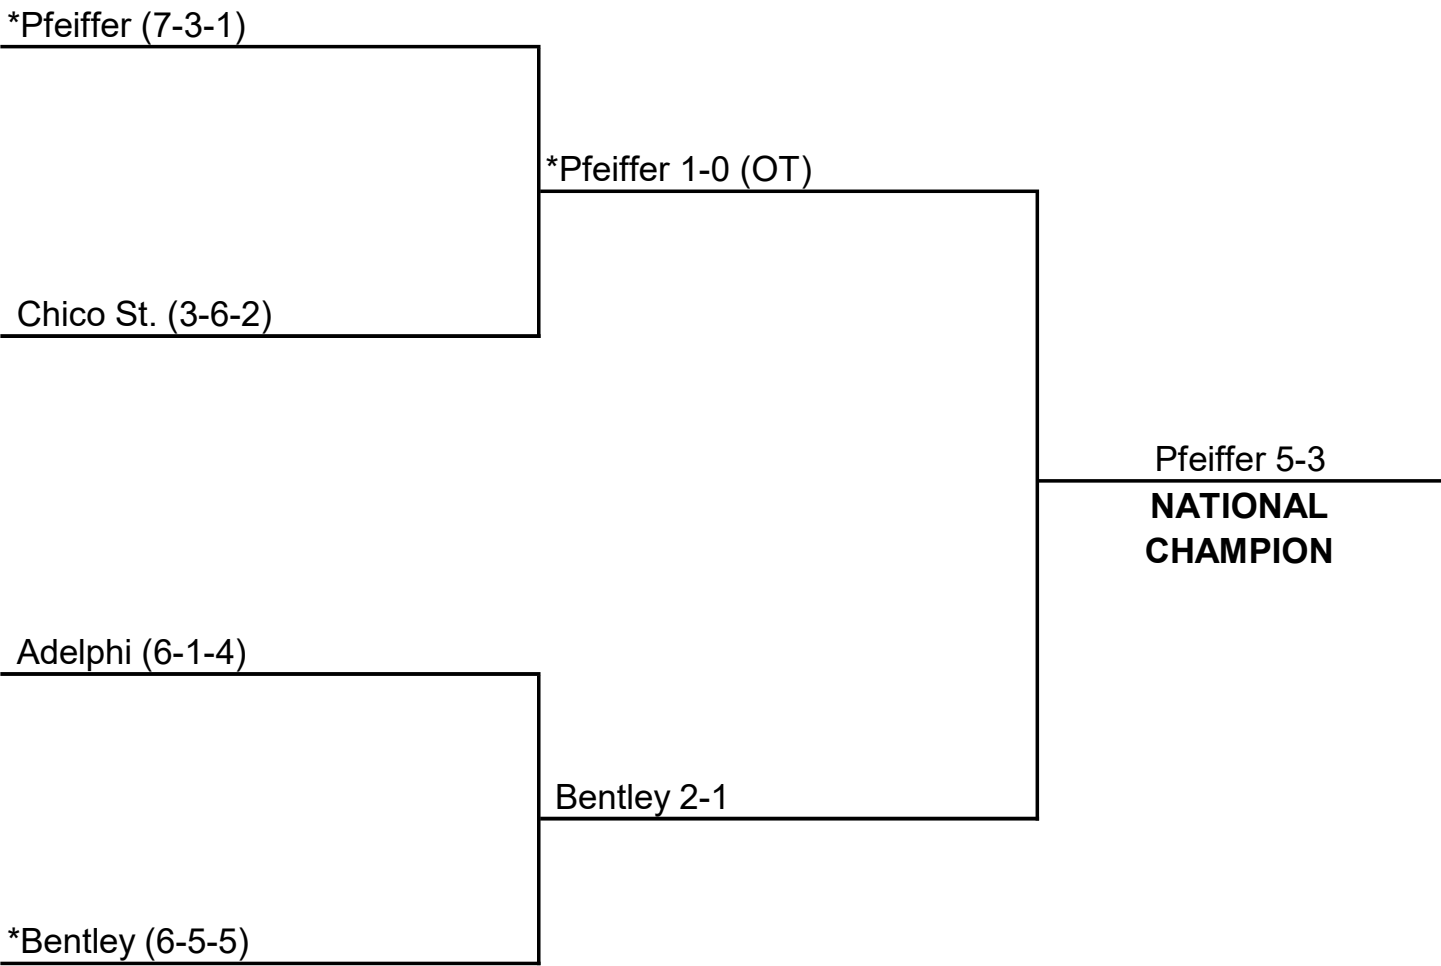 *Pfeiffer (7-3-1)
*Pfeiffer 1-0 (OT)
Chico St. (3-6-2)
Pfeiffer 5-3
NATIONAL
CHAMPION
Adelphi (6-1-4)
Bentley 2-1
*Bentley (6-5-5)